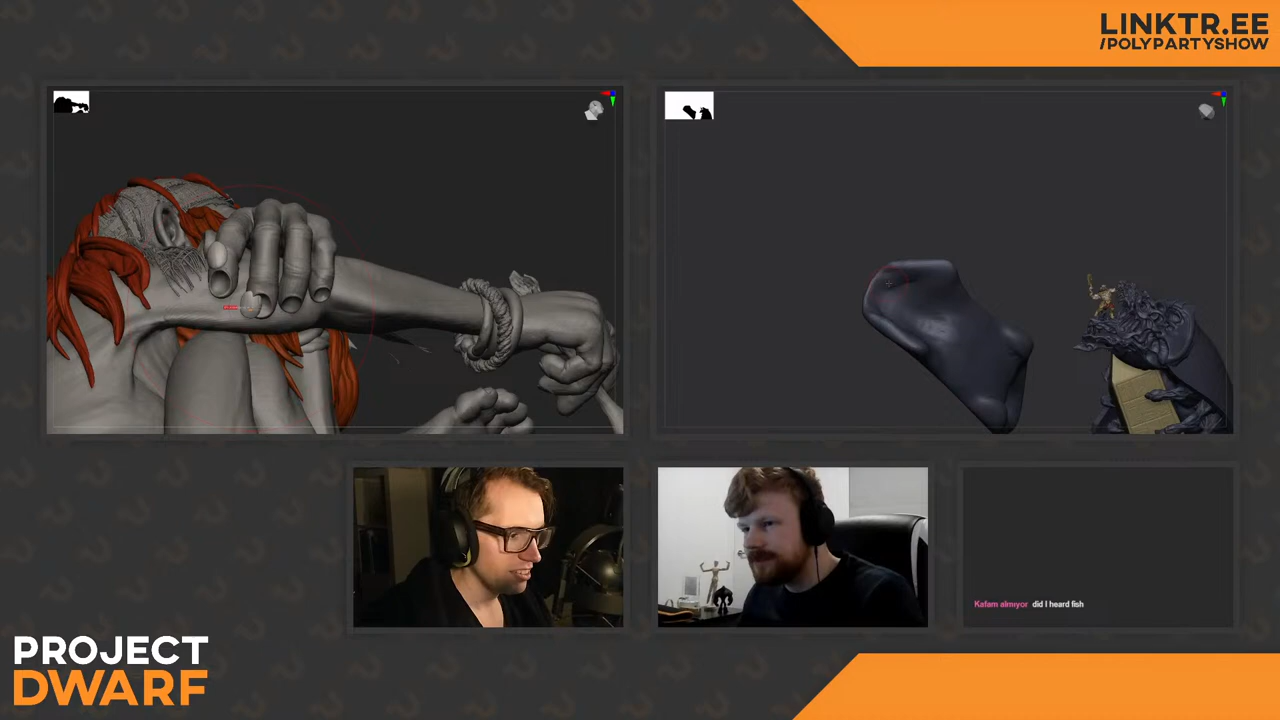 LINKTR.EE
/POLYPARTYSHOW
Kafam almıyor did I heard fish
PROJECT
DWARF